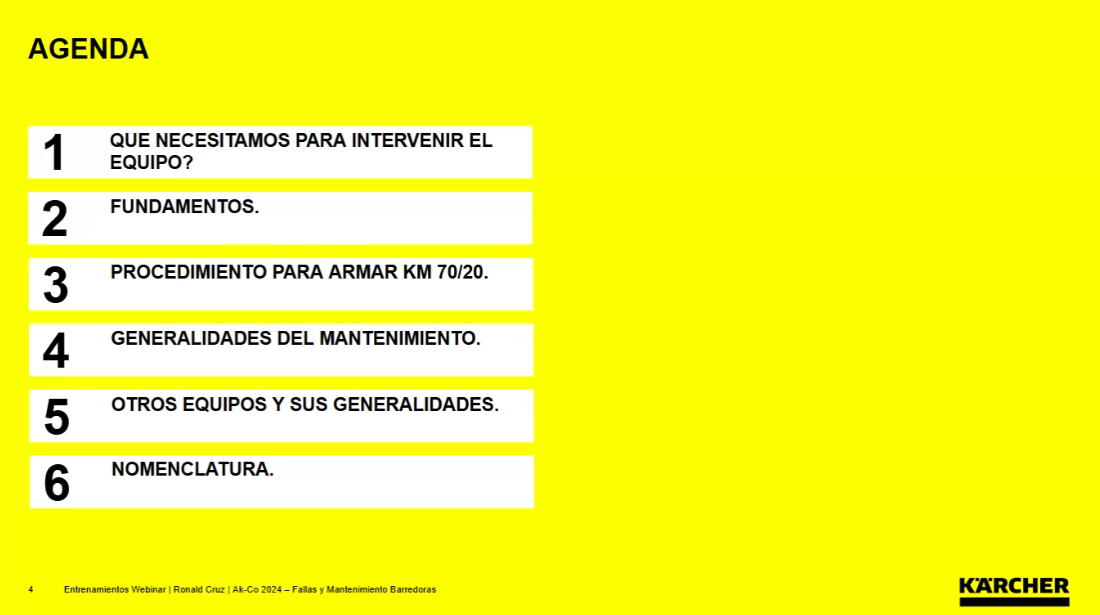 AGENDA
1
QUE NECESITAMOS PARA INTERVENIR EL
EQUIPO?
2
FUNDAMENTOS.
3
PROCEDIMIENTO PARA ARMAR KM 70/20.
4
GENERALIDADES DEL MANTENIMIENTO.
5
OTROS EQUIPOS Y SUS GENERALIDADES.
6
NOMENCLATURA.
4 Entrenamientos Webinar | Ronald Cruz | Ak-Co 2024 – Fallas y Mantenimiento Barredoras
KÄRCHER